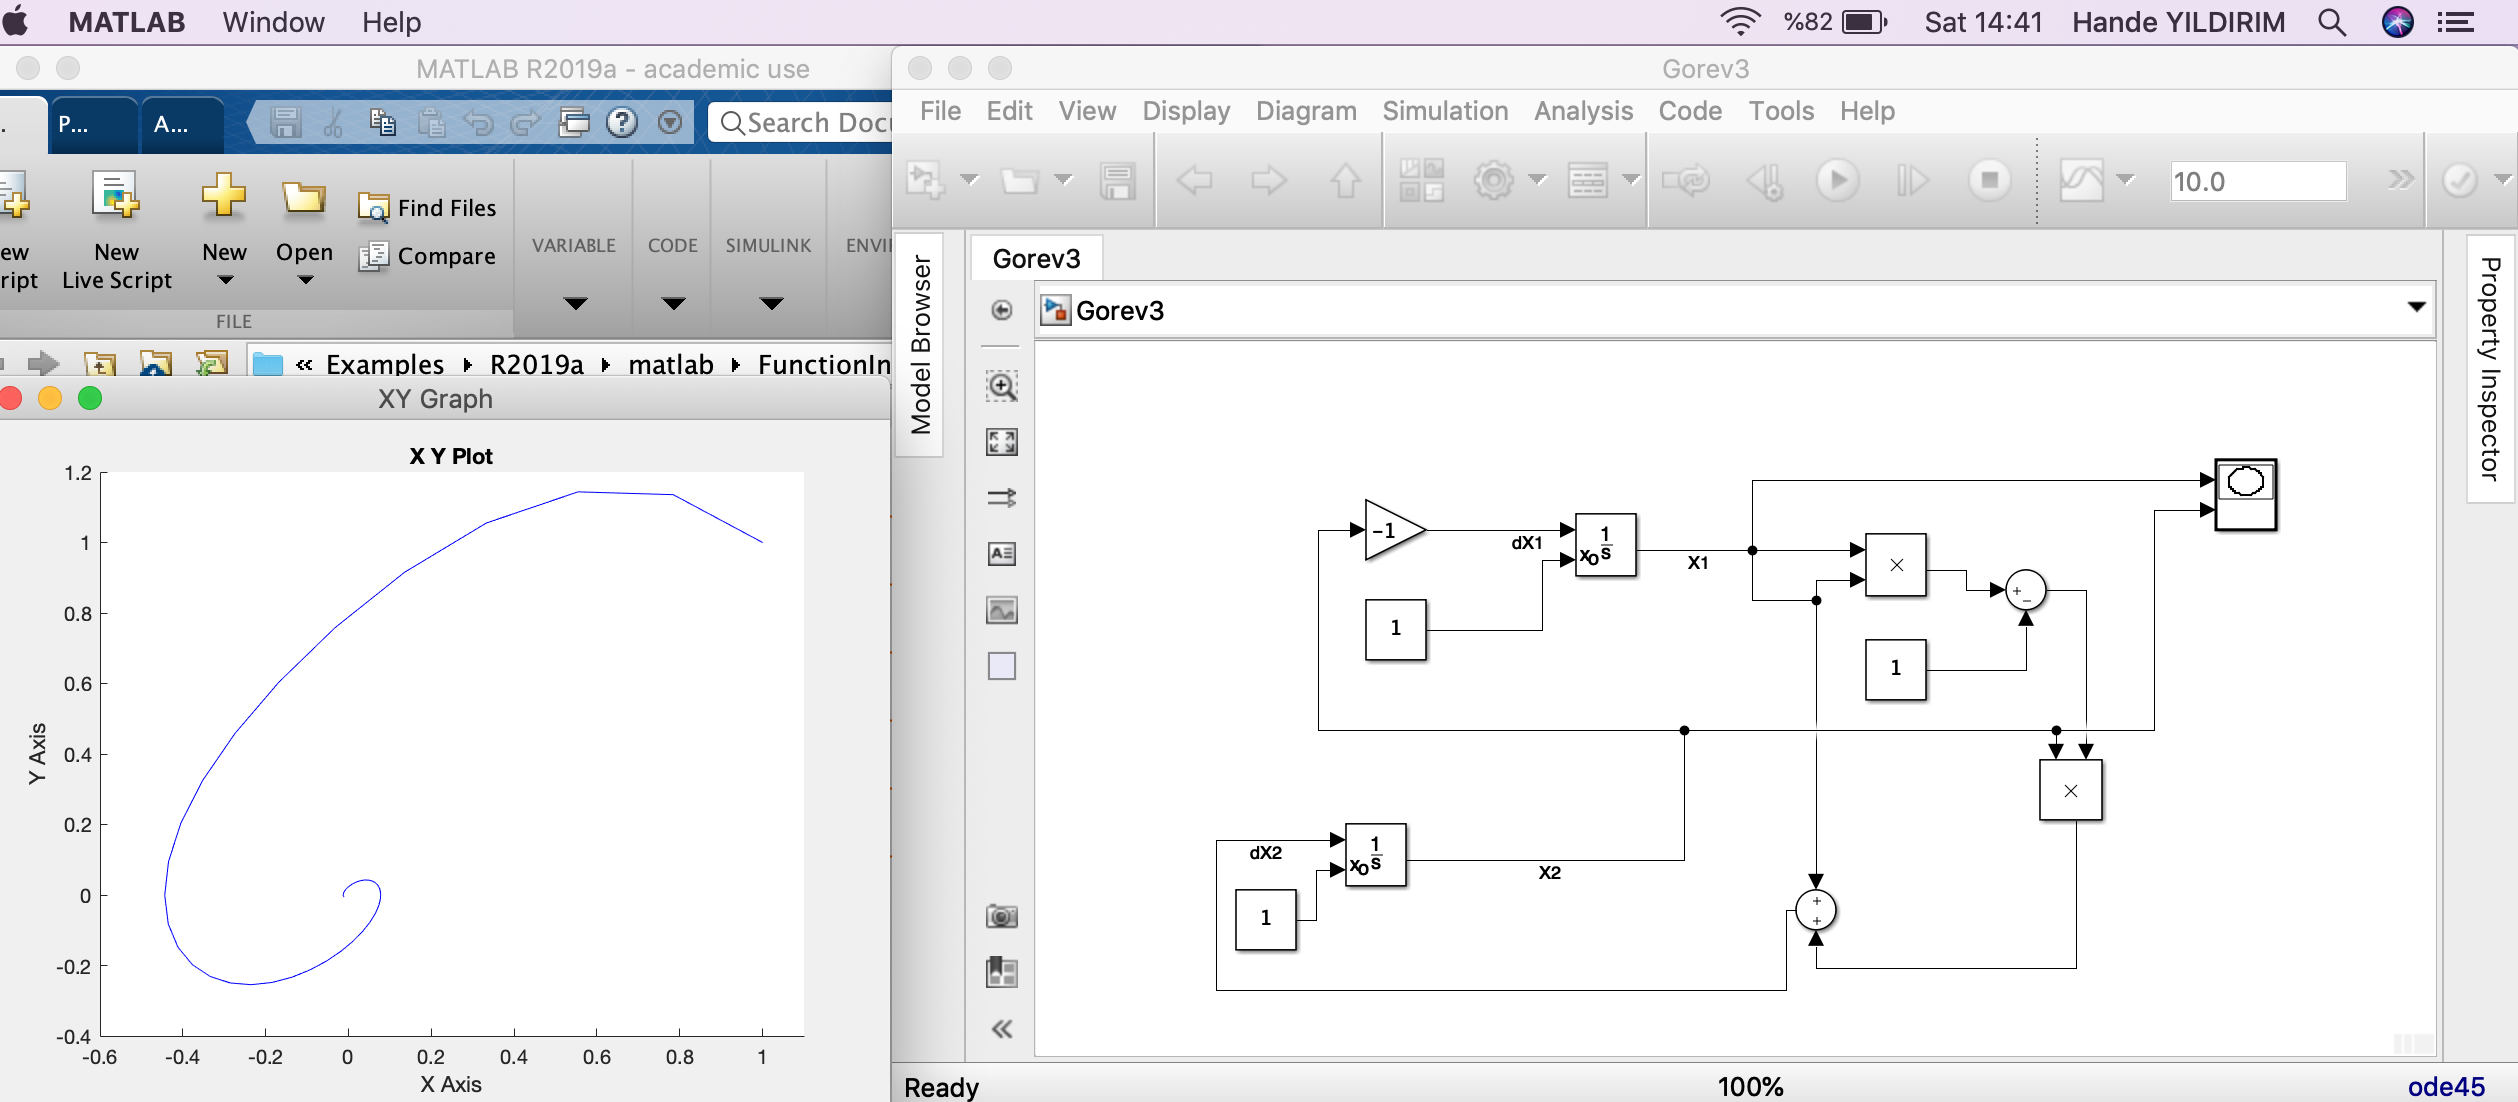 MATLAB Window Help %82 Sat 14:41 Hande YILDIRIM
MATLAB R2019a - academic use
P... A... Search Doc
ew
ript
New
Live Script
New
Open
Find Files
Compare
VARIABLE CODE SIMULINK ENVI
FILE
« Examples R2019a matlab FunctionIn
XY Graph
X Y Plot
1.2
1
0.8
0.6
0.4
0.2
0
-0.2
-0.4
Y Axis
-0.6 -0.4 -0.2 0 0.2 0.4 0.6 0.8 1
X Axis
Gorev3
File Edit View Display Diagram Simulation Analysis Code Tools Help
10.0
Model Browser
Gorev3
Gorev3
Property Inspector
-1
dX1
1
s
xo
X1
×
1
+
-
1
×
dX2
1
s
xo
X2
1
+
+
Ready 100% ode45